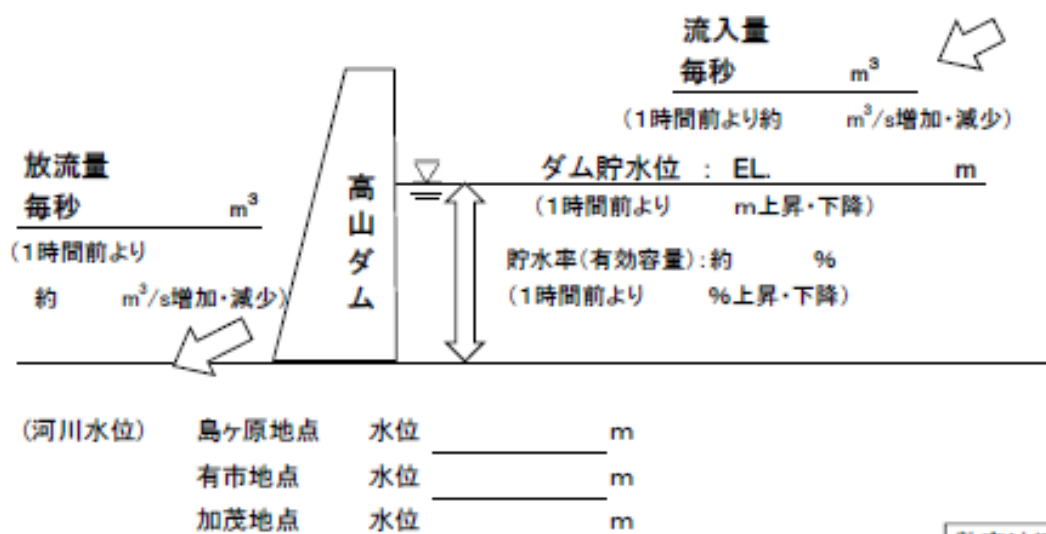 流入量
毎秒 m³
(1時間前より約 m³/s増加・減少)
放流量
毎秒 m³
(1時間前より
約 m³/s増加・減少)
高山ダム
ダム貯水位 : EL. m
(1時間前より m上昇・下降)
貯水率(有効容量):約 %
(1時間前より %上昇・下降)
(河川水位) 島ヶ原地点 水位 m
有市地点 水位 m
加茂地点 水位 m